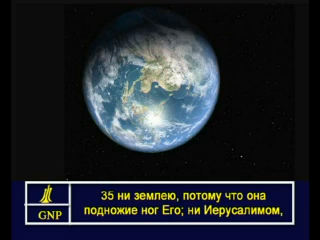 35 ни землею, потому что она
подножие ног Его; ни Иерусалимом,
GNP